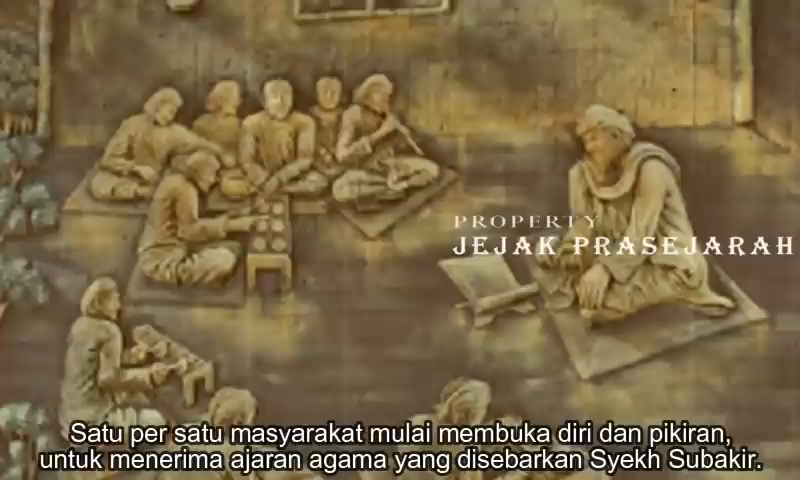 PROPERTY
JEJAK PRASEJARAH
Satu per satu masyarakat mulai membuka diri dan pikiran,
untuk menerima ajaran agama yang disebarkan Syekh Subakir.